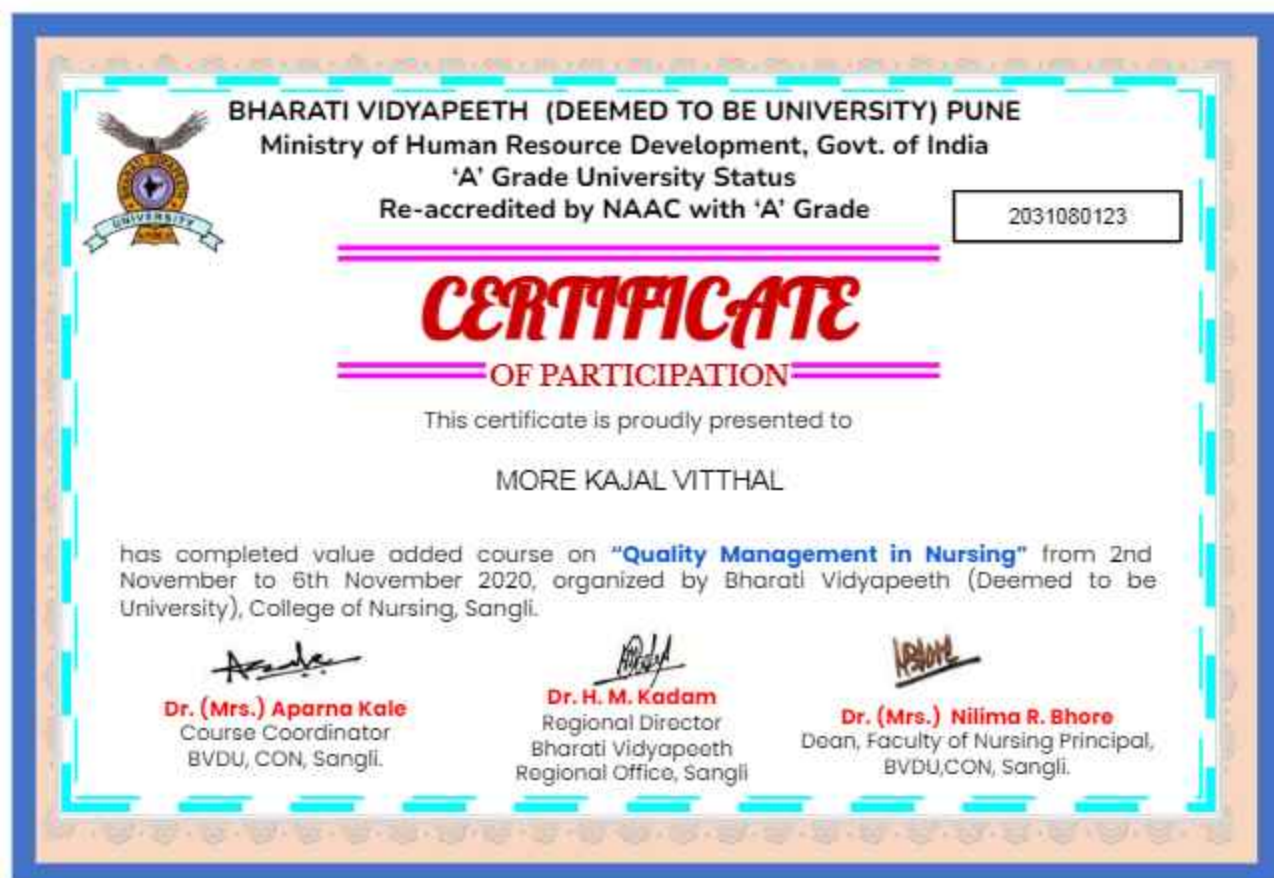 BHARATI VIDYAPEETH (DEEMED TO BE UNIVERSITY) PUNE
Ministry of Human Resource Development, Govt. of India
‘A’ Grade University Status
Re-accredited by NAAC with ‘A’ Grade
2031080123
BHARATI VIDYAPEETH
UNIVERSITY
CERTIFICATE
OF PARTICIPATION
This certificate is proudly presented to
MORE KAJAL VITTHAL
has completed value added course on “Quality Management in Nursing” from 2nd
November to 6th November 2020, organized by Bharati Vidyapeeth (Deemed to be
University), College of Nursing, Sangli.
Dr. (Mrs.) Aparna Kale
Course Coordinator
BVDU, CON, Sangli.
Dr. H. M. Kadam
Regional Director
Bharati Vidyapeeth
Regional Office, Sangli
Dr. (Mrs.) Nilima R. Bhore
Dean, Faculty of Nursing Principal,
BVDU,CON, Sangli.